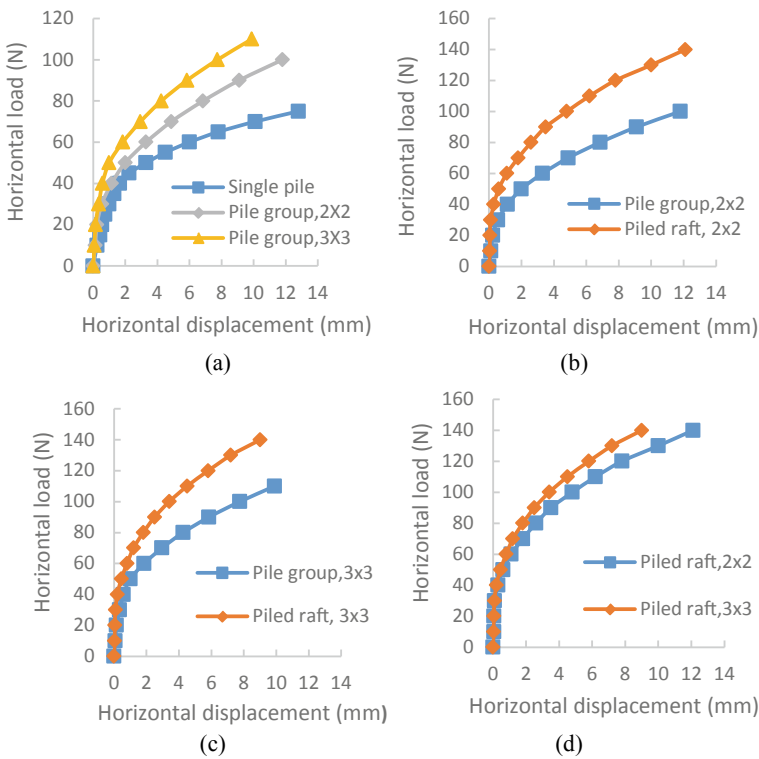 Horizontal load (N)
120
100
80
60
40
20
0
Single pile
Pile group,2X2
Pile group,3X3
0 2 4 6 8 10 12 14
Horizontal displacement (mm)
(a)
Horizontal load (N)
160
140
120
100
80
60
40
20
0
Pile group,2x2
Piled raft, 2x2
0 2 4 6 8 10 12 14
Horizontal displacement (mm)
(b)
Horizontal load (N)
160
140
120
100
80
60
40
20
0
Pile group,3x3
Piled raft, 3x3
0 2 4 6 8 10 12 14
Horizontal displacement (mm)
(c)
Horizontal load (N)
160
140
120
100
80
60
40
20
0
Piled raft,2x2
Piled raft,3x3
0 2 4 6 8 10 12 14
Horizontal displacement (mm)
(d)